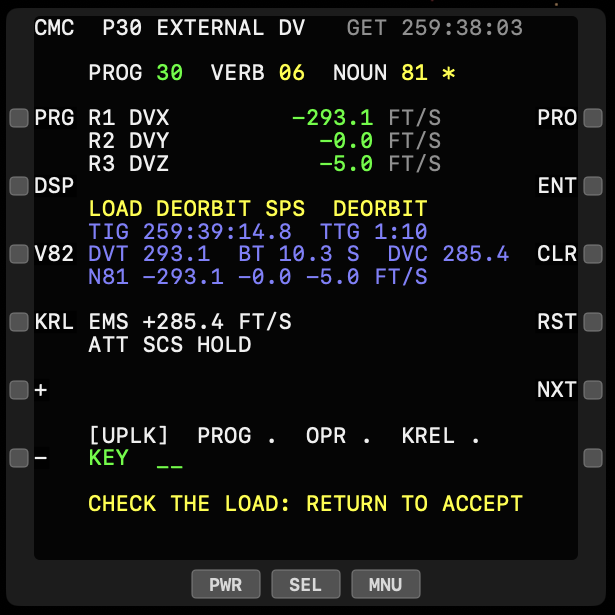 CMC P30 EXTERNAL DV GET 259:38:03
PROG 30 VERB 06 NOUN 81 *
PRG R1 DVX -293.1 FT/S PRO
R2 DVY -0.0 FT/S
R3 DVZ -5.0 FT/S
DSP ENT
LOAD DEORBIT SPS DEORBIT
TIG 259:39:14.8 TTG 1:10
V82 DVT 293.1 BT 10.3 S DVC 285.4 CLR
N81 -293.1 -0.0 -5.0 FT/S
KRL EMS +285.4 FT/S RST
ATT SCS HOLD
+ NXT
[UPLK] PROG . OPR . KREL .
- KEY __
CHECK THE LOAD: RETURN TO ACCEPT
PWR SEL MNU